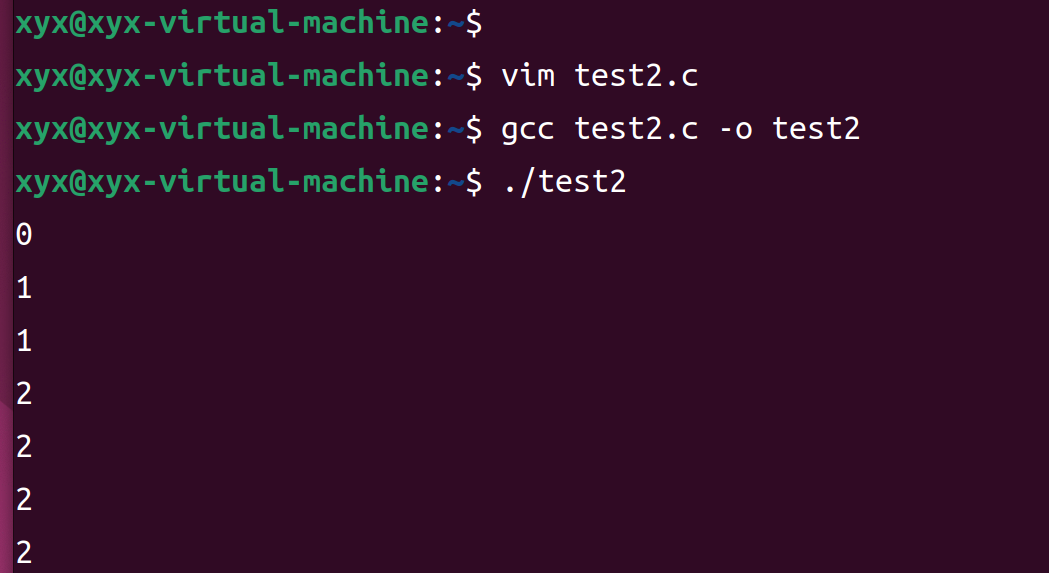 xyx@xyx-virtual-machine:~$
xyx@xyx-virtual-machine:~$ vim test2.c
xyx@xyx-virtual-machine:~$ gcc test2.c -o test2
xyx@xyx-virtual-machine:~$ ./test2
0
1
1
2
2
2
2